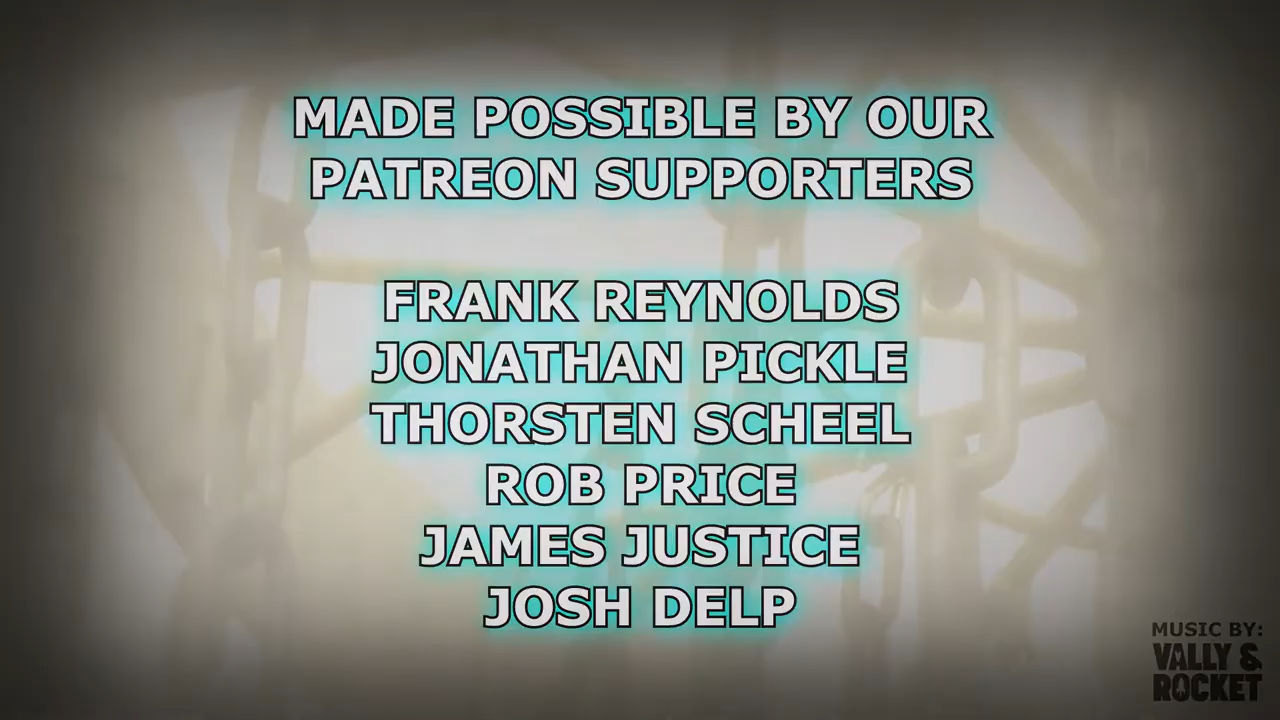 MADE POSSIBLE BY OUR
PATREON SUPPORTERS
FRANK REYNOLDS
JONATHAN PICKLE
THORSTEN SCHEEL
ROB PRICE
JAMES JUSTICE
JOSH DELP
MUSIC BY:
VALLY &
ROCKET